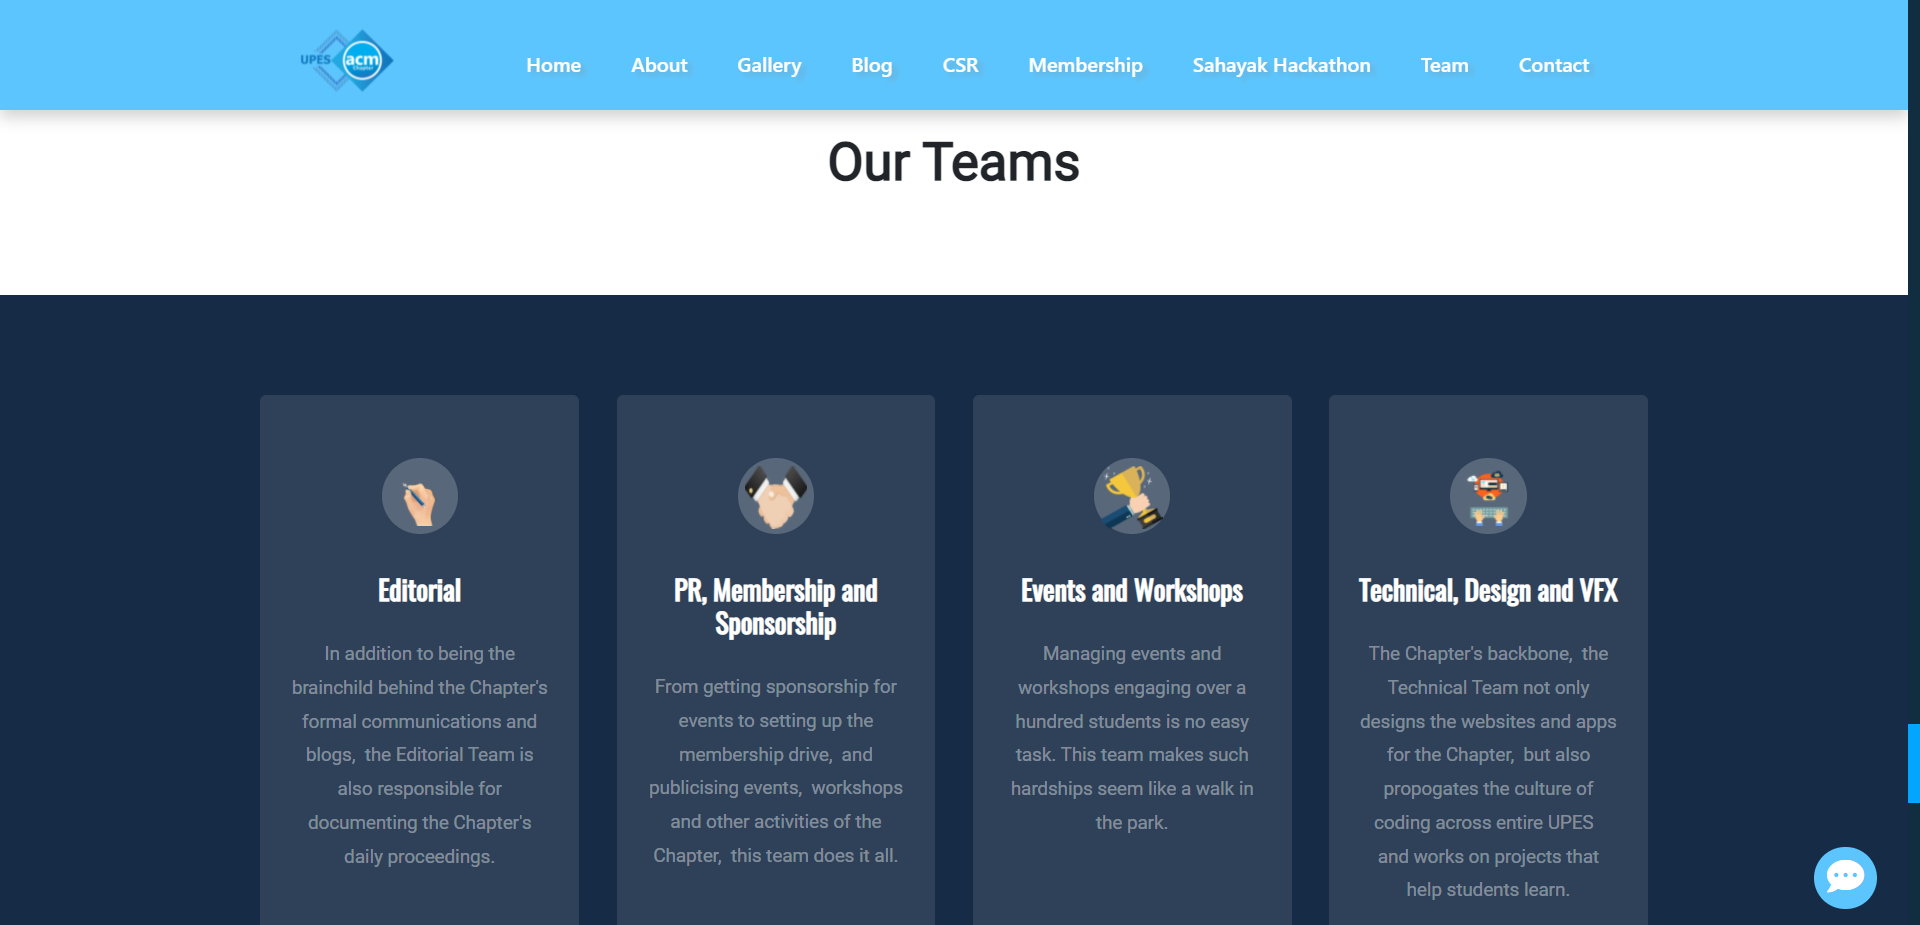 UPES acm
Chapter
Home About Gallery Blog CSR Membership Sahayak Hackathon Team Contact
Our Teams
Editorial
In addition to being the
brainchild behind the Chapter's
formal communications and
blogs,  the Editorial Team is
also responsible for
documenting the Chapter's
daily proceedings.
PR, Membership and
Sponsorship
From getting sponsorship for
events to setting up the
membership drive,  and
publicising events,  workshops
and other activities of the
Chapter,  this team does it all.
Events and Workshops
Managing events and
workshops engaging over a
hundred students is no easy
task. This team makes such
hardships seem like a walk in
the park.
Technical, Design and VFX
The Chapter's backbone,  the
Technical Team not only
designs the websites and apps
for the Chapter,  but also
propogates the culture of
coding across entire UPES
and works on projects that
help students learn.